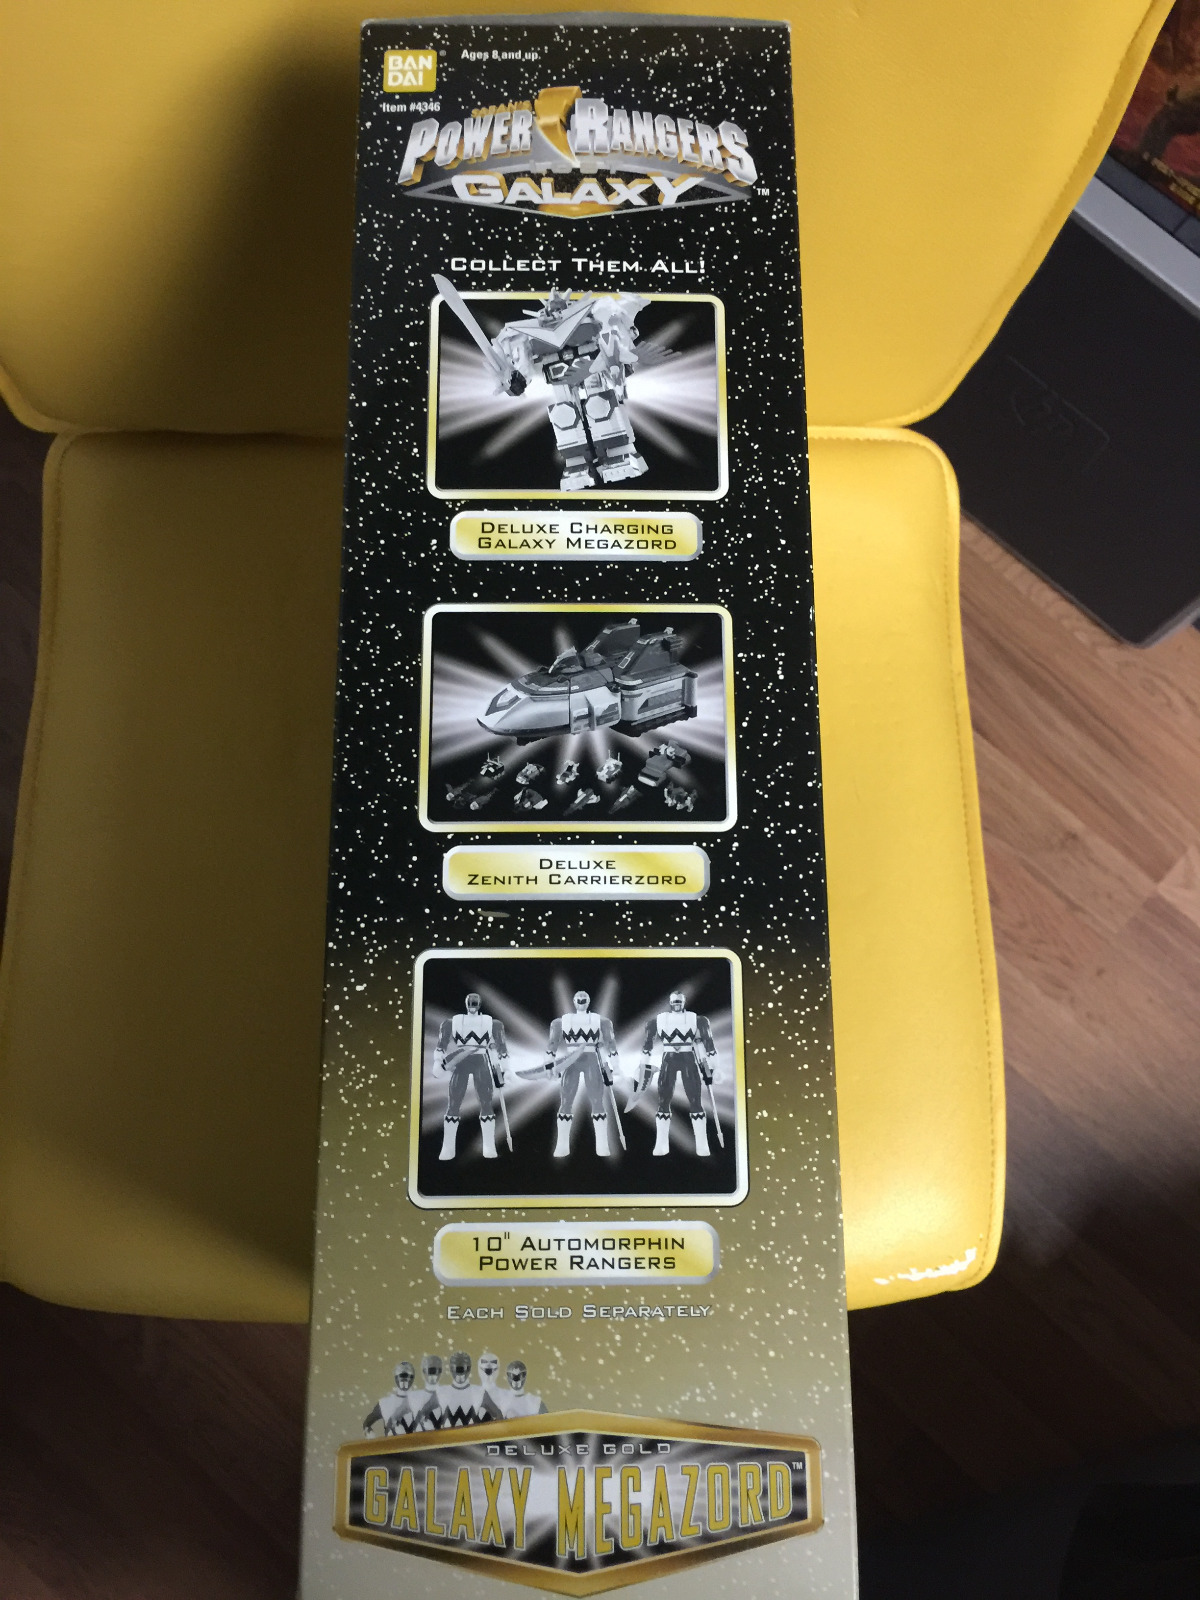 BAN
DAI
®
Ages 8 and up.
Item #4346
POWER RANGERS
GALAXY ™
COLLECT THEM ALL!
DELUXE CHARGING
GALAXY MEGAZORD
DELUXE
ZENITH CARRIERZORD
10" AUTOMORPHIN
POWER RANGERS
EACH SOLD SEPARATELY
DELUXE GOLD
GALAXY MEGAZORD ™